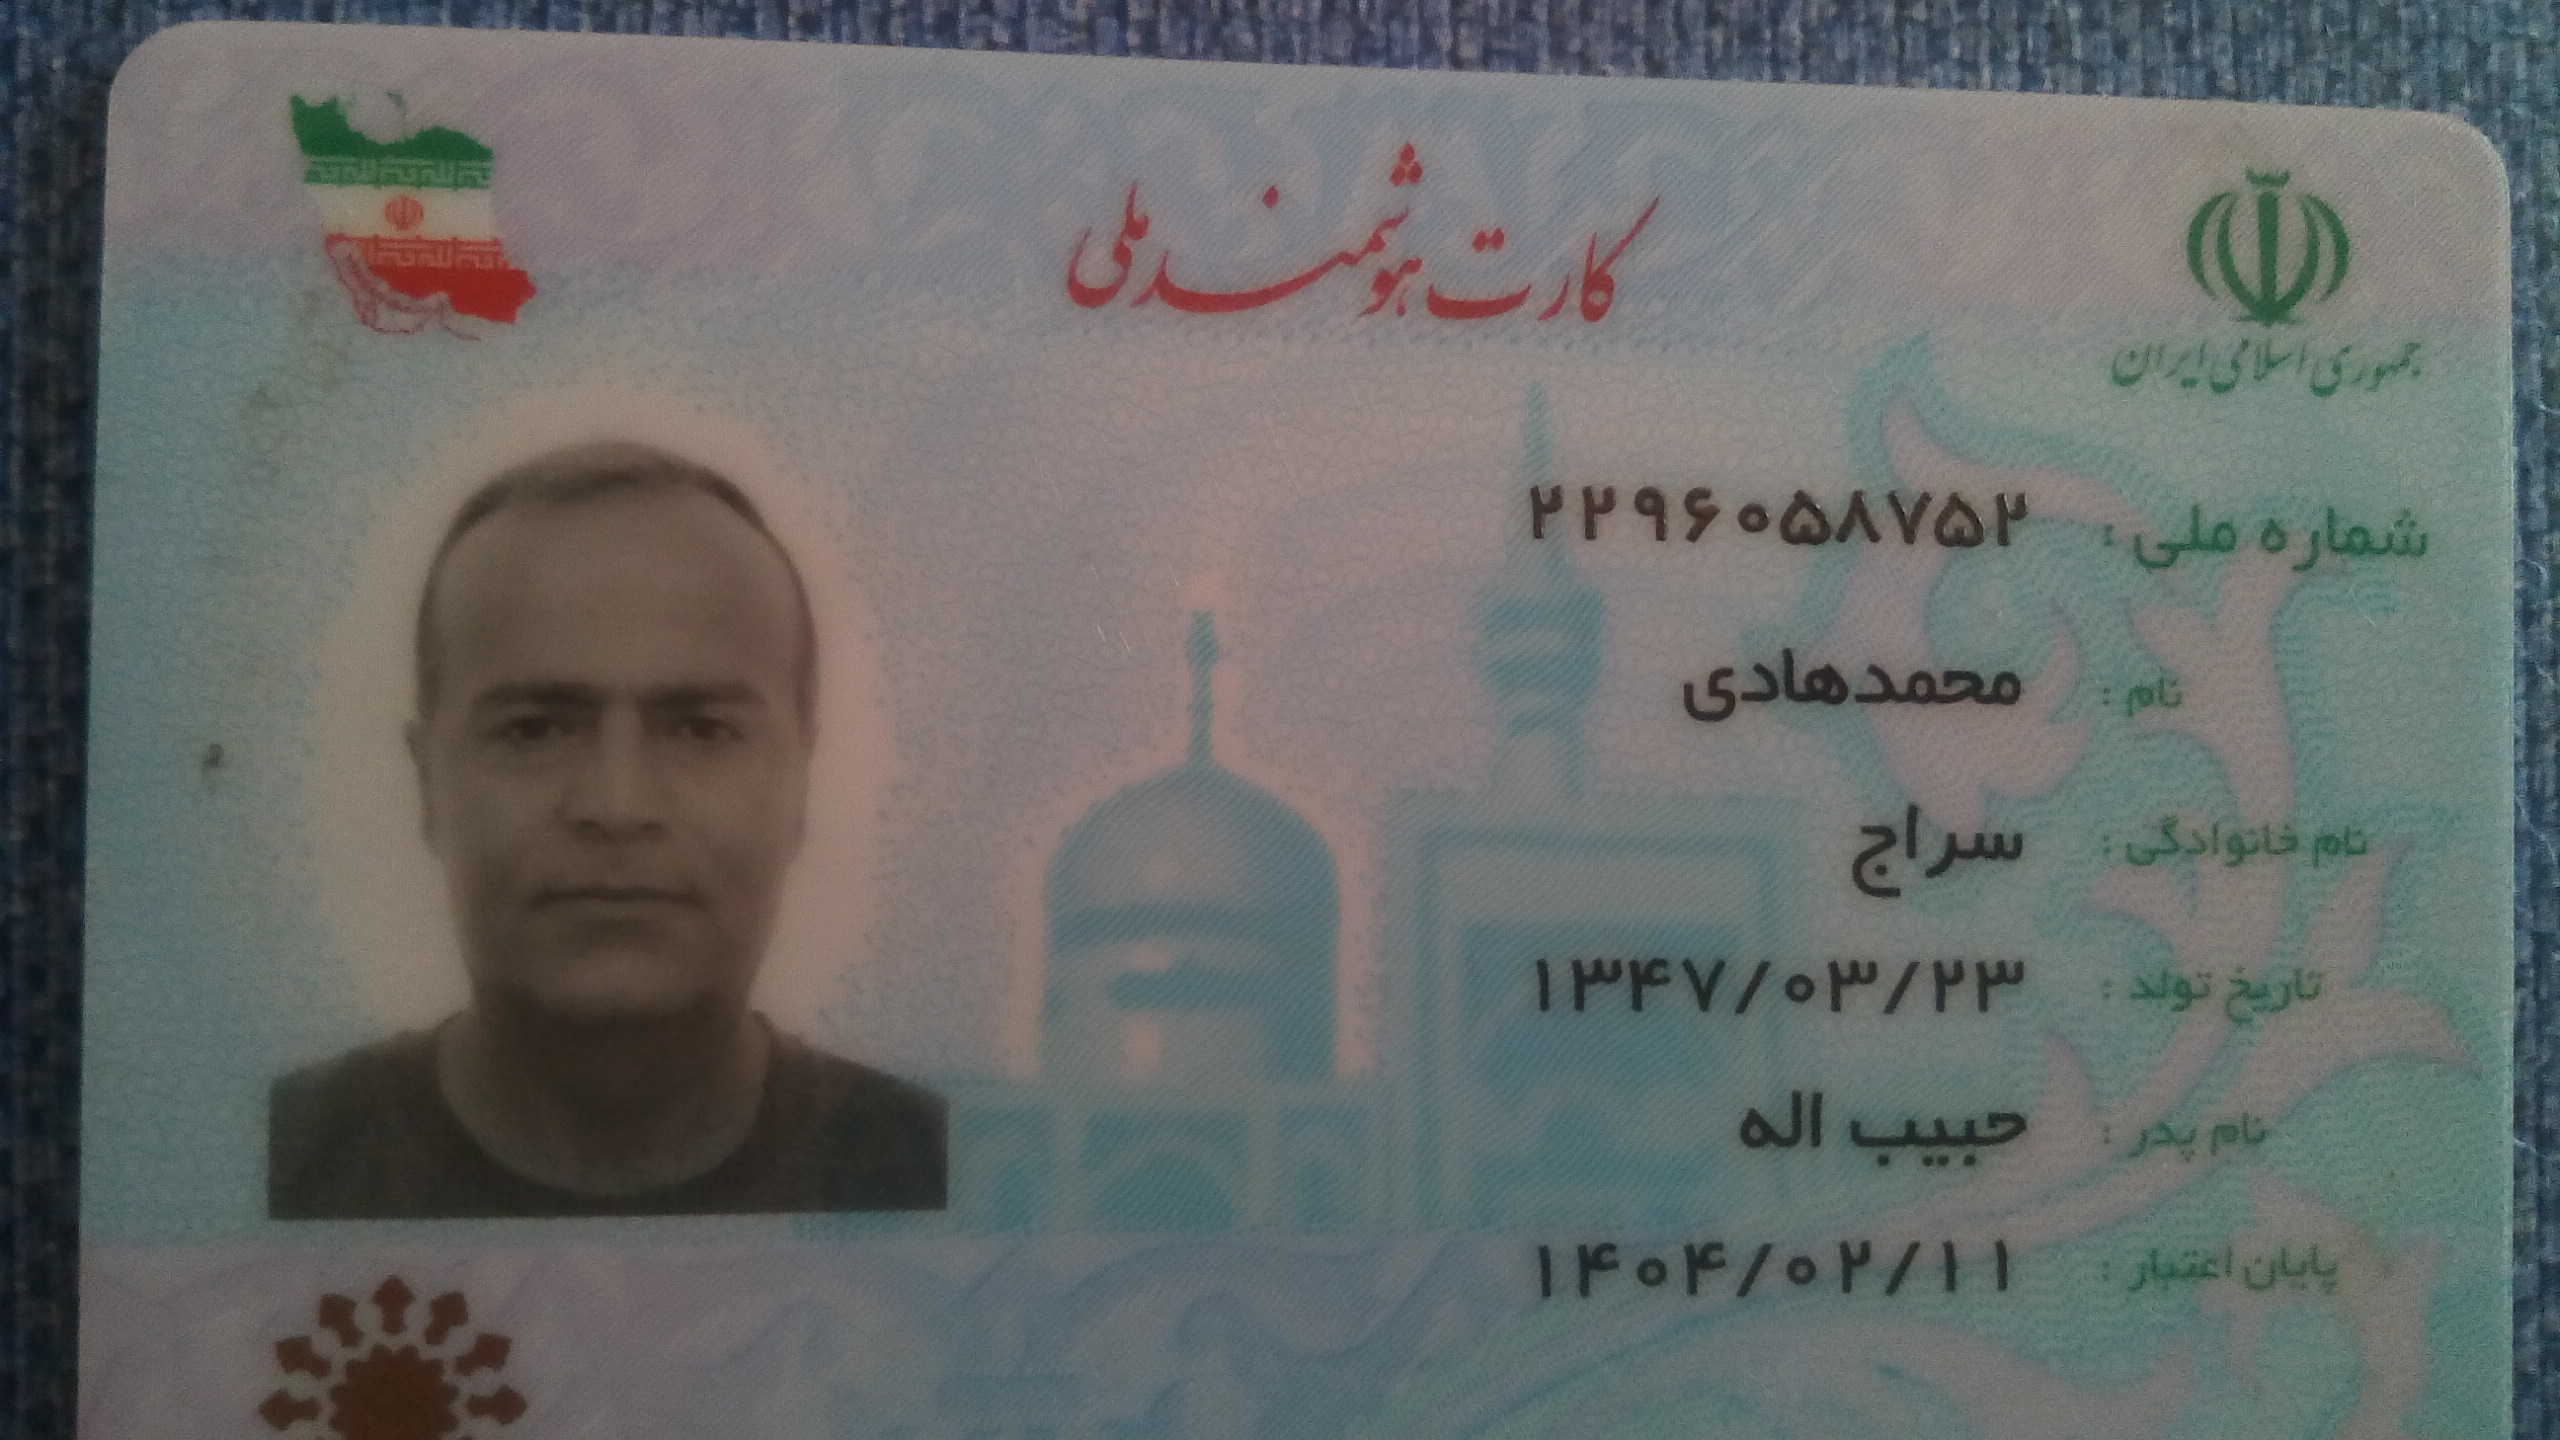 کارت هوشمند ملی
جمهوری اسلامی ایران
شماره ملی : ۲۲۹۶۰۵۸۷۵۲
نام : محمدهادی
نام خانوادگی : سراج
تاریخ تولد : ۱۳۴۷/۰۳/۲۳
نام پدر : حبیب اله
پایان اعتبار : ۱۴۰۴/۰۲/۱۱